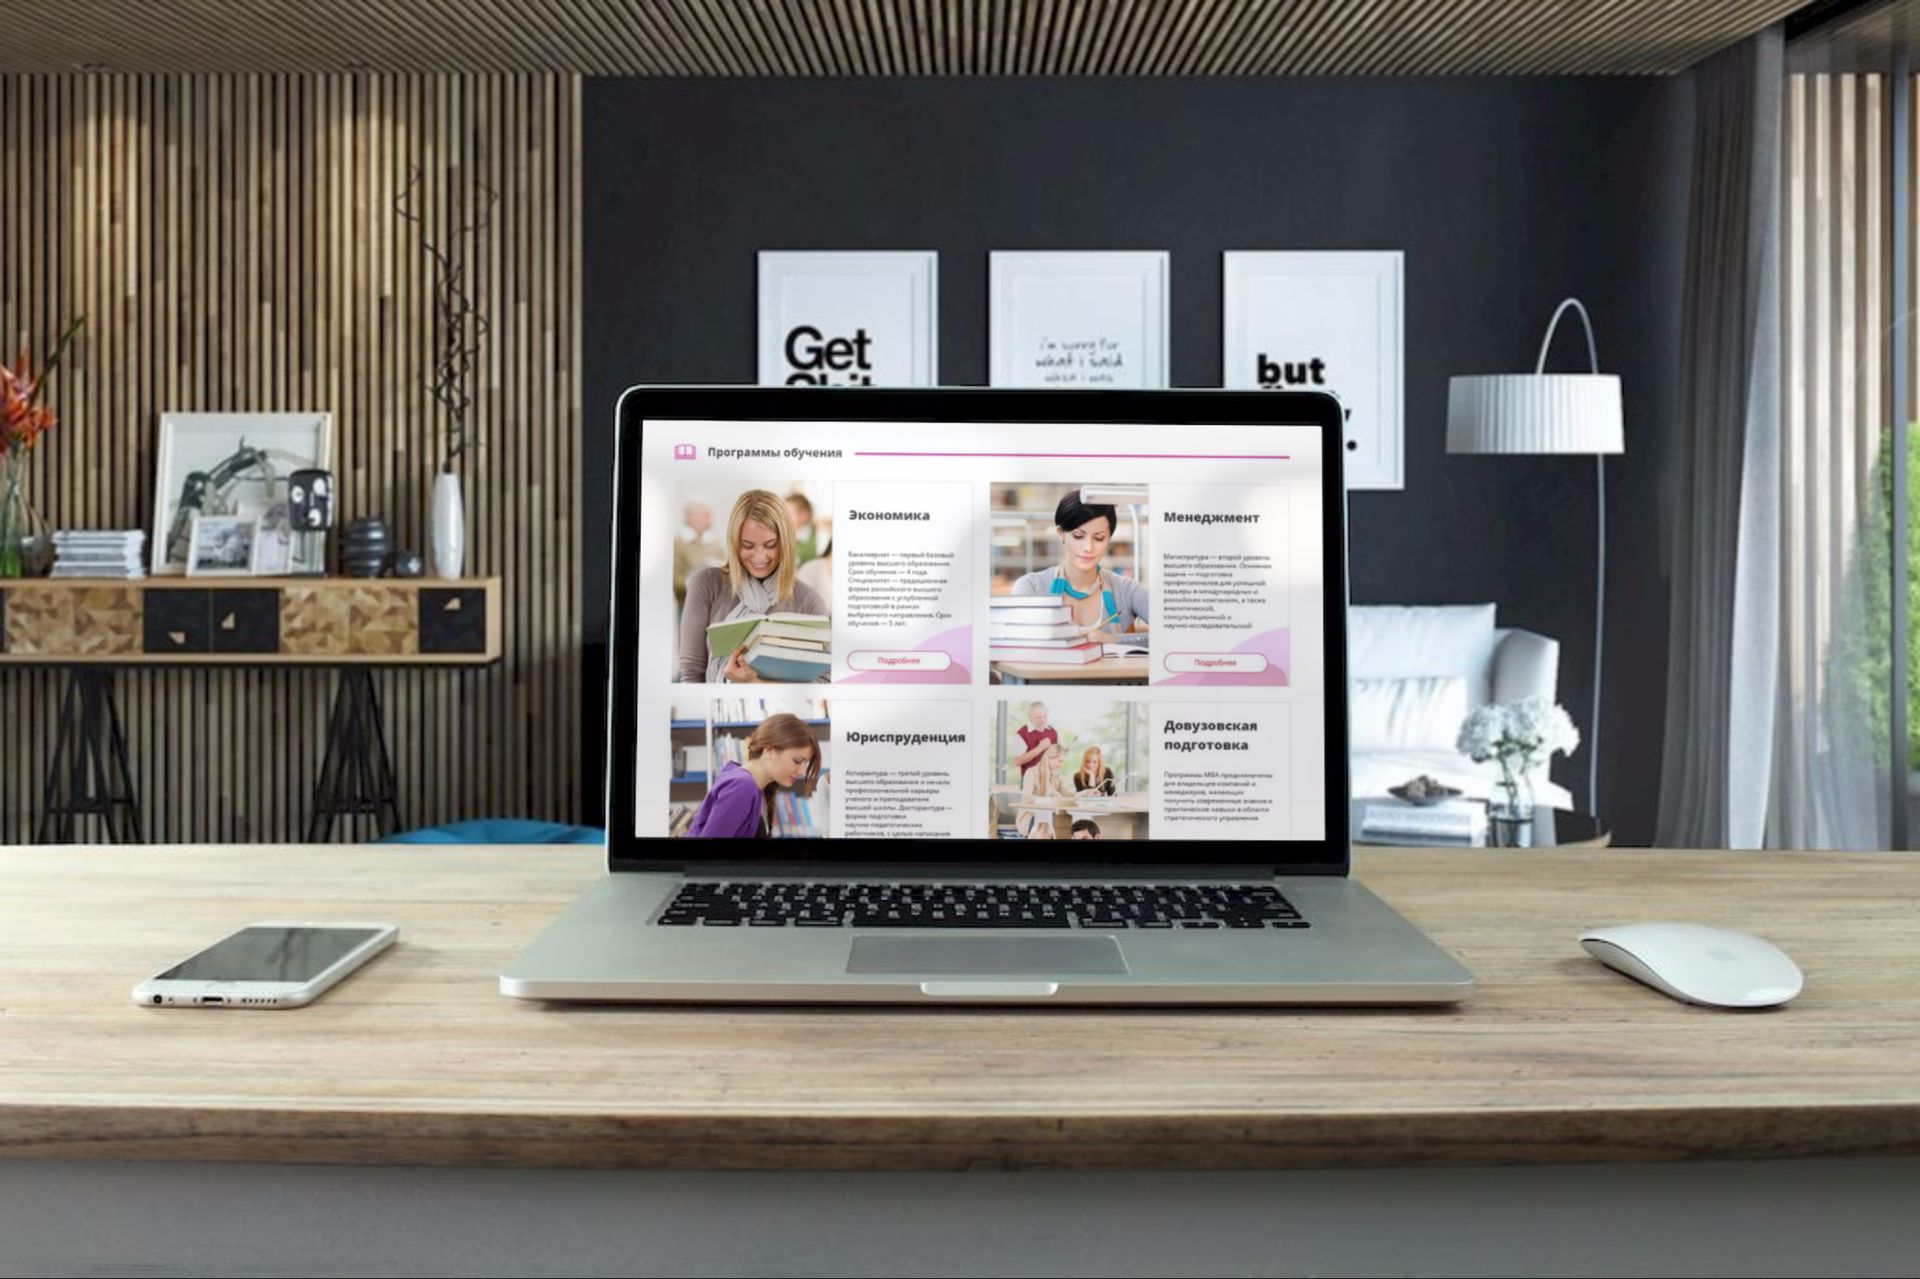 Get
i'm sorry for
what i said
when i was
but
Программы обучения
Экономика
Бакалавриат — первый базовый
уровень высшего образования.
Срок обучения — 4 года.
Специалитет — традиционная
форма российского высшего
образования с углубленной
подготовкой в рамках
выбранного направления. Срок
обучения — 5 лет.
Подробнее
Менеджмент
Магистратура — второй уровень
высшего образования. Основная
задача — подготовка
профессионалов для успешной
карьеры в международных и
российских компаниях, а также
аналитической,
консультационной и
научно-исследовательской
Подробнее
Юриспруденция
Аспирантура — третий уровень
высшего образования и начало
профессиональной карьеры
ученого и преподавателя
высшей школы. Докторантура —
форма подготовки
научно-педагогических
работников, с целью написания
Довузовская
подготовка
Программы MBA предназначены
для владельцев компаний и
менеджеров, желающих
получить современные знания и
практические навыки в области
стратегического управления